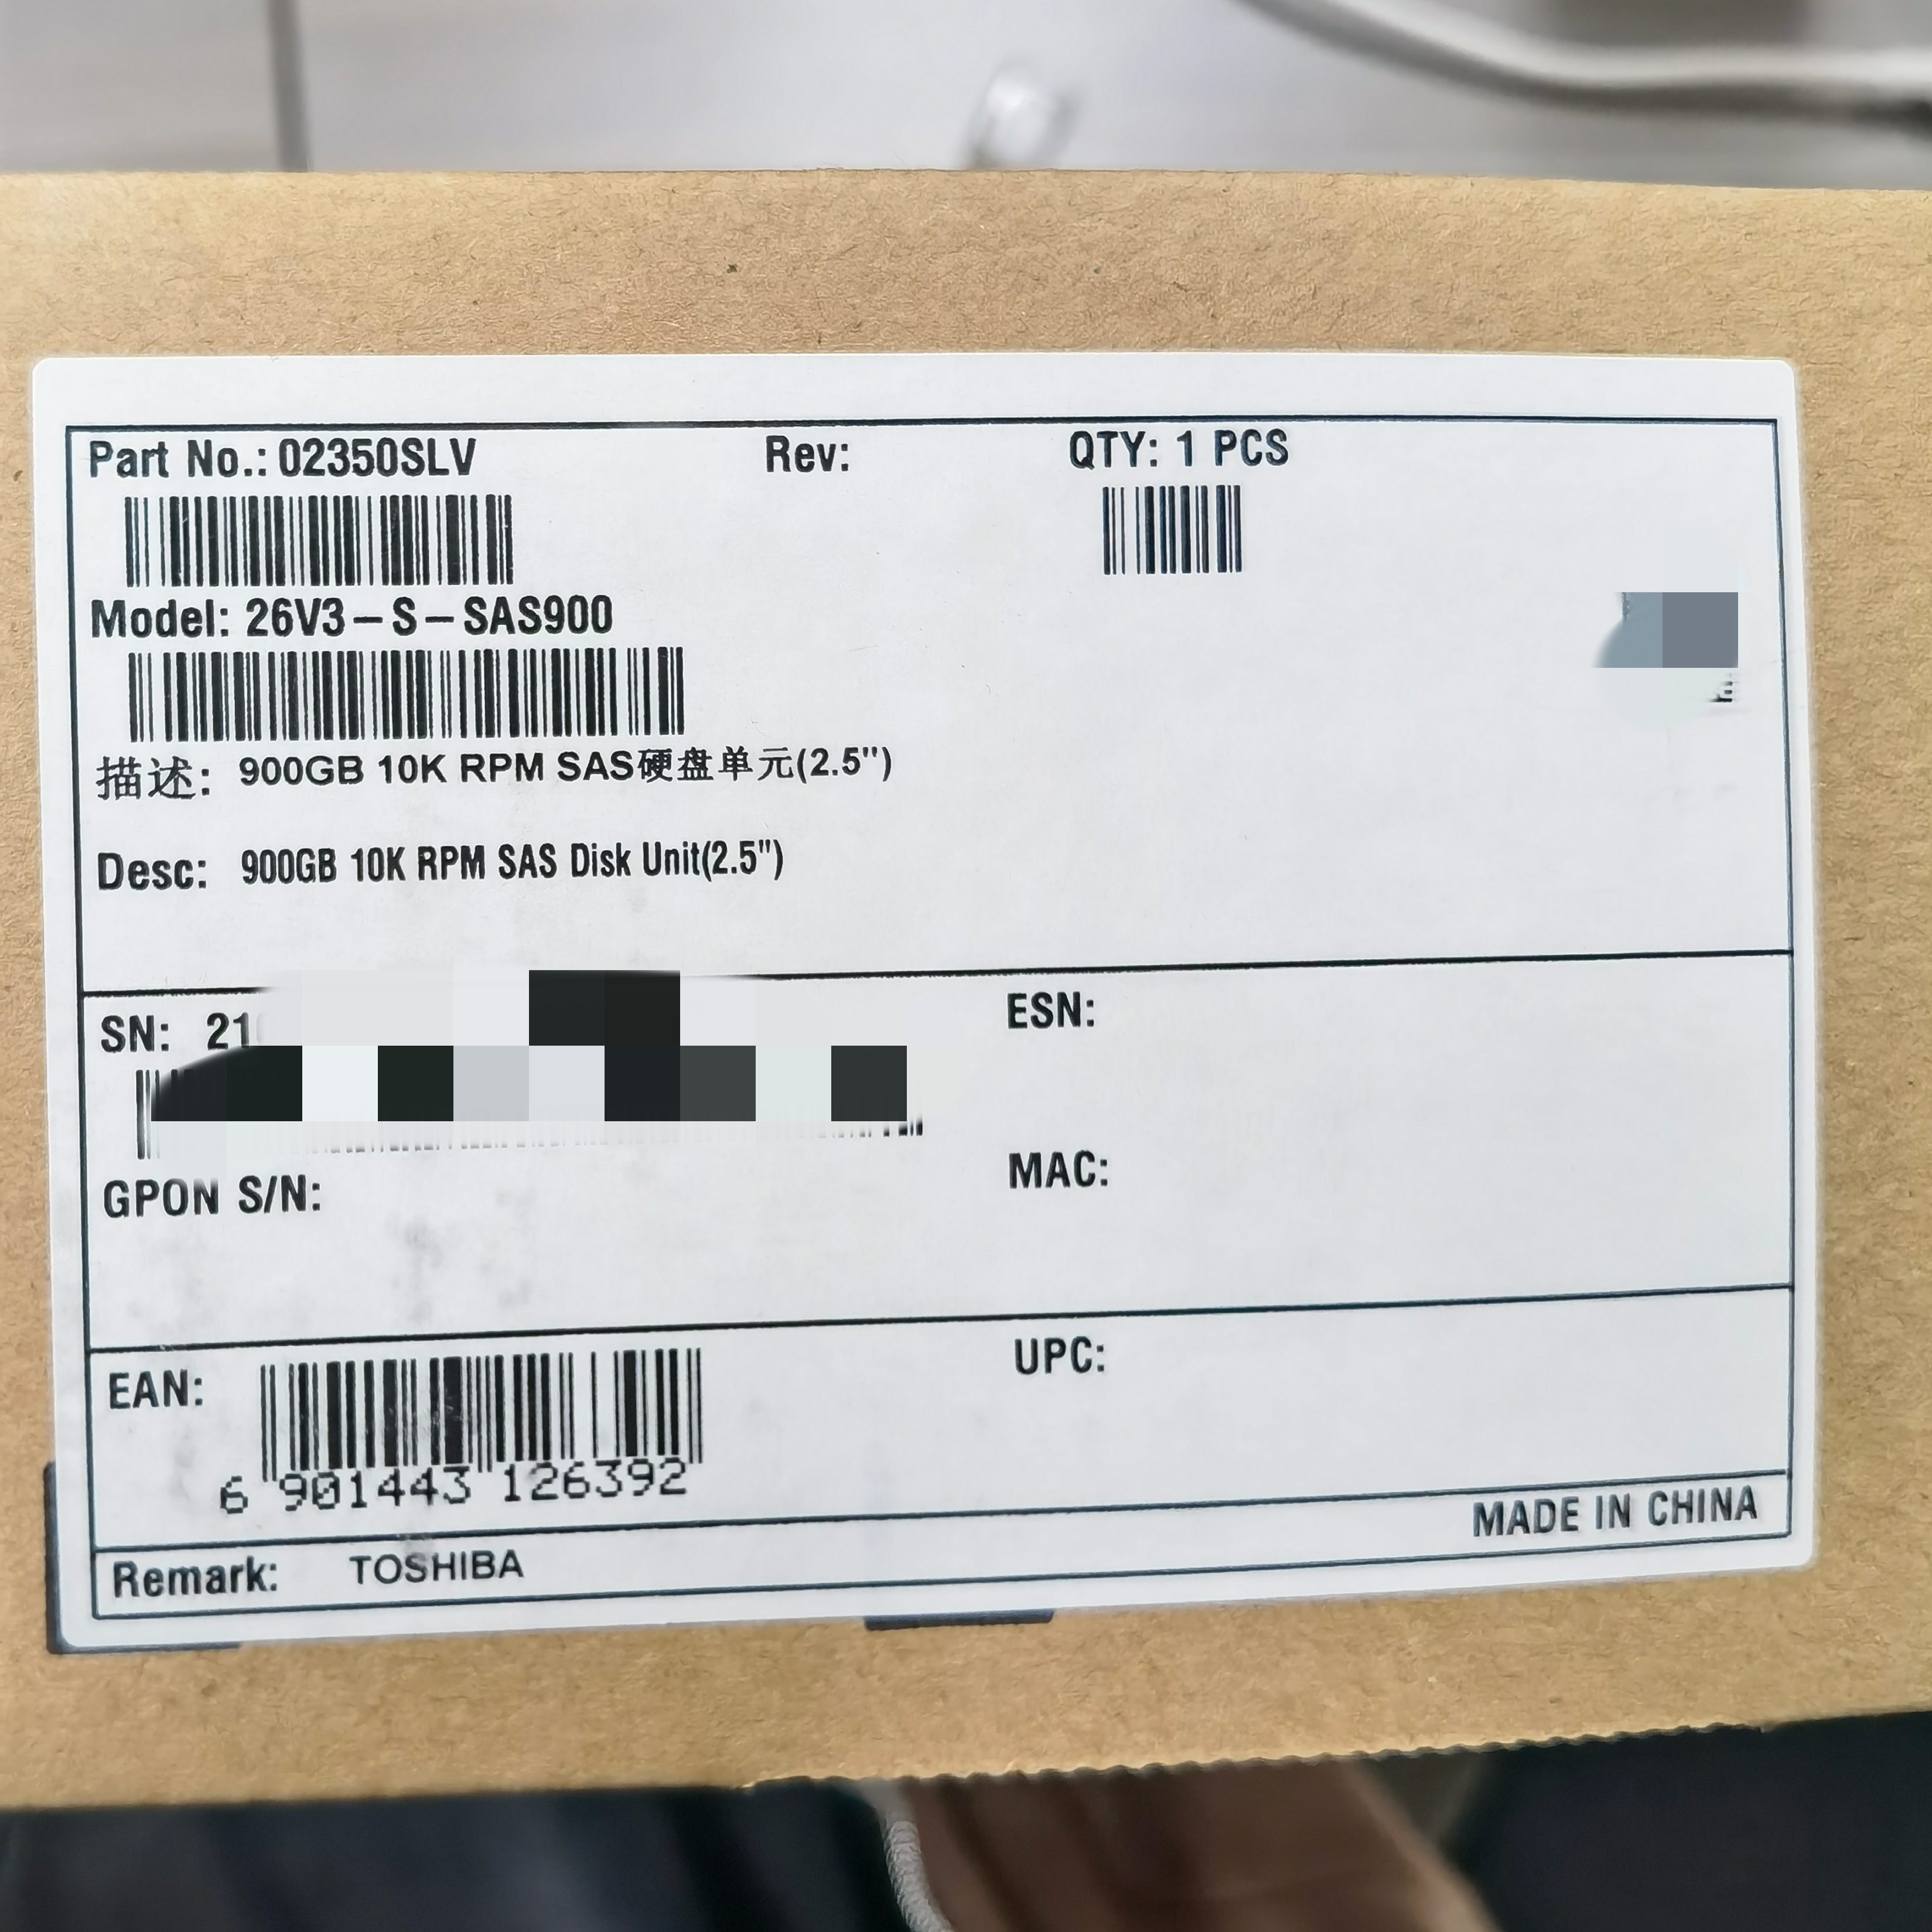 Part No.: 02350SLV
Rev:
QTY: 1 PCS
Model: 26V3-S-SAS900
描述: 900GB 10K RPM SAS硬盘单元(2.5")
Desc: 900GB 10K RPM SAS Disk Unit(2.5")
SN: 21
ESN:
MAC:
GPON S/N:
EAN:
6 901443 126392
UPC:
MADE IN CHINA
Remark: TOSHIBA